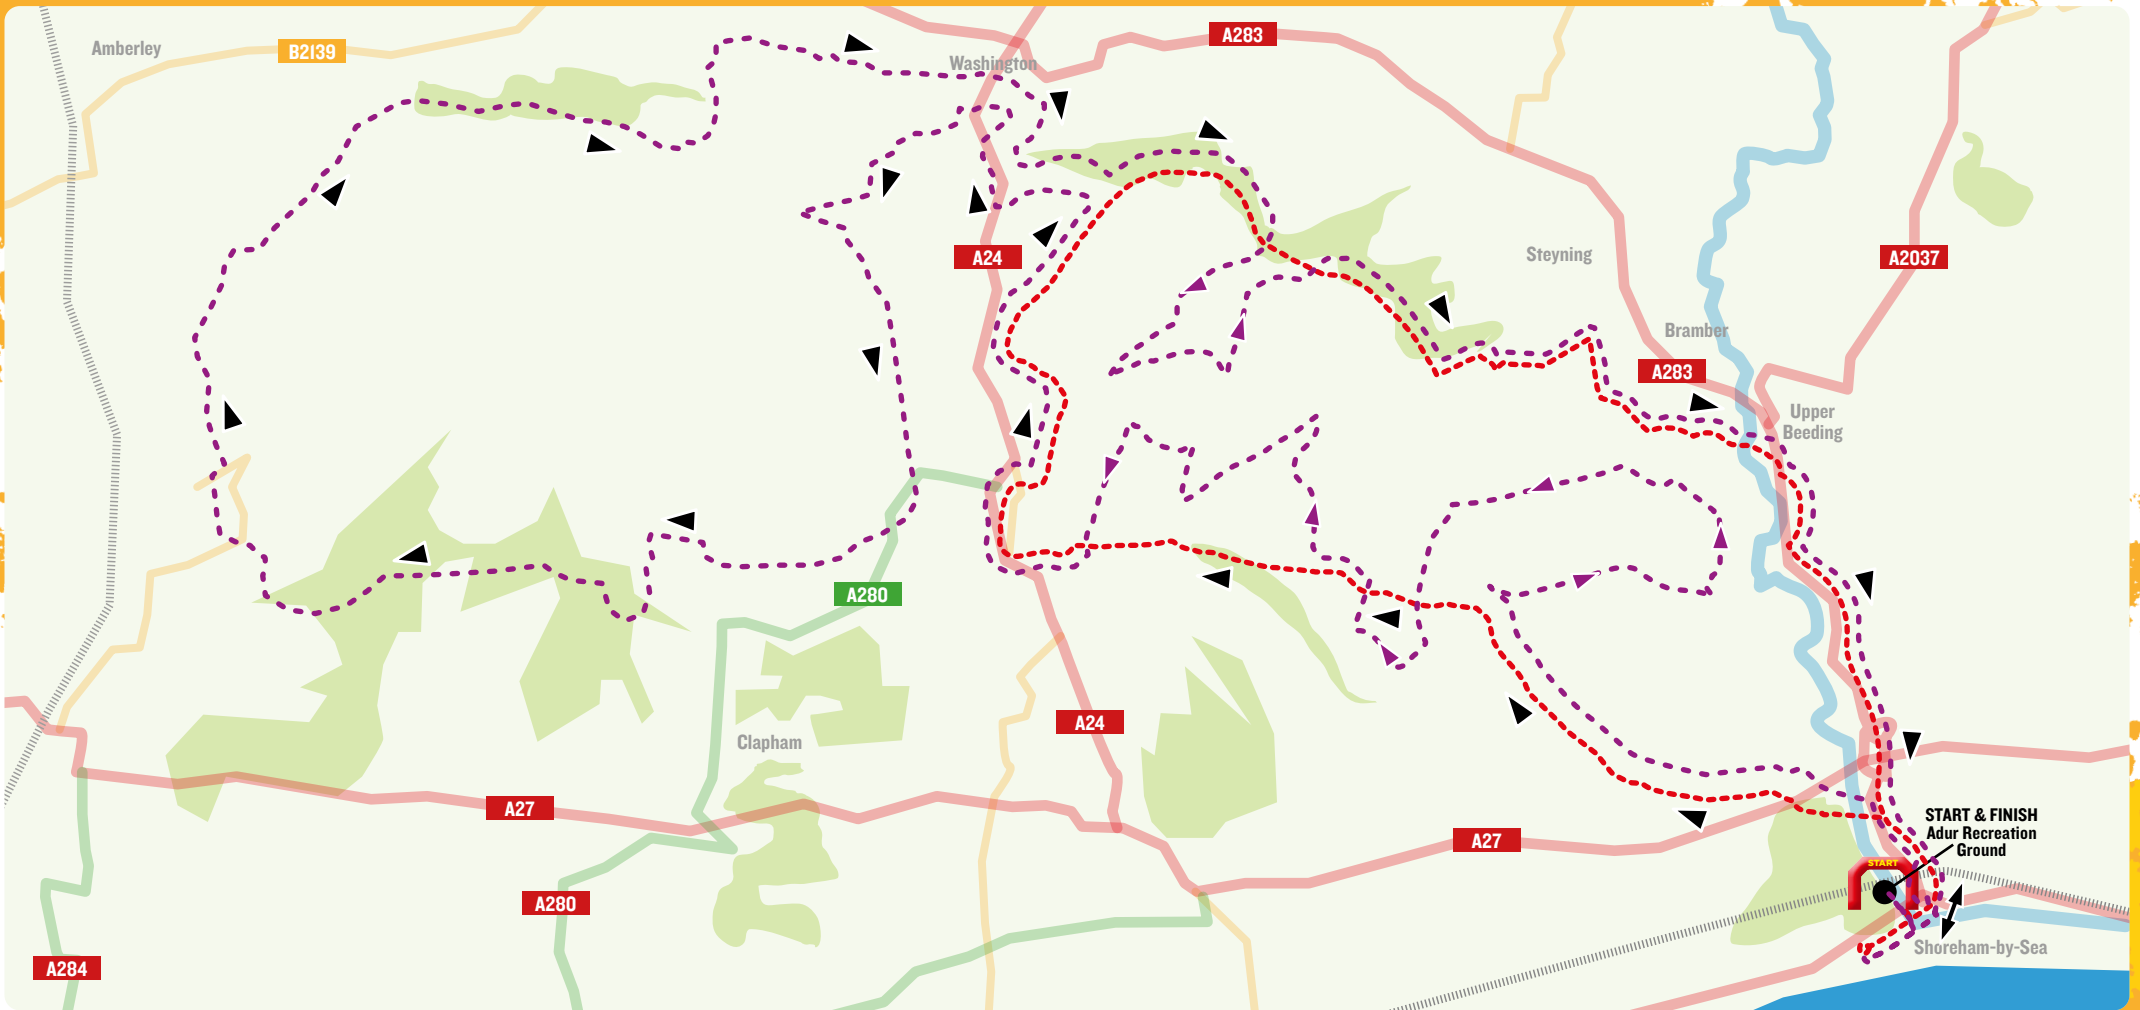 A283
Amberley
B2139
Washington
Steyning
A24
A2037
Bramber
A283
Upper
Beeding
A280
A24
Clapham
A27
START & FINISH
Adur Recreation
Ground
A27
START
A280
Shoreham-by-Sea
A284